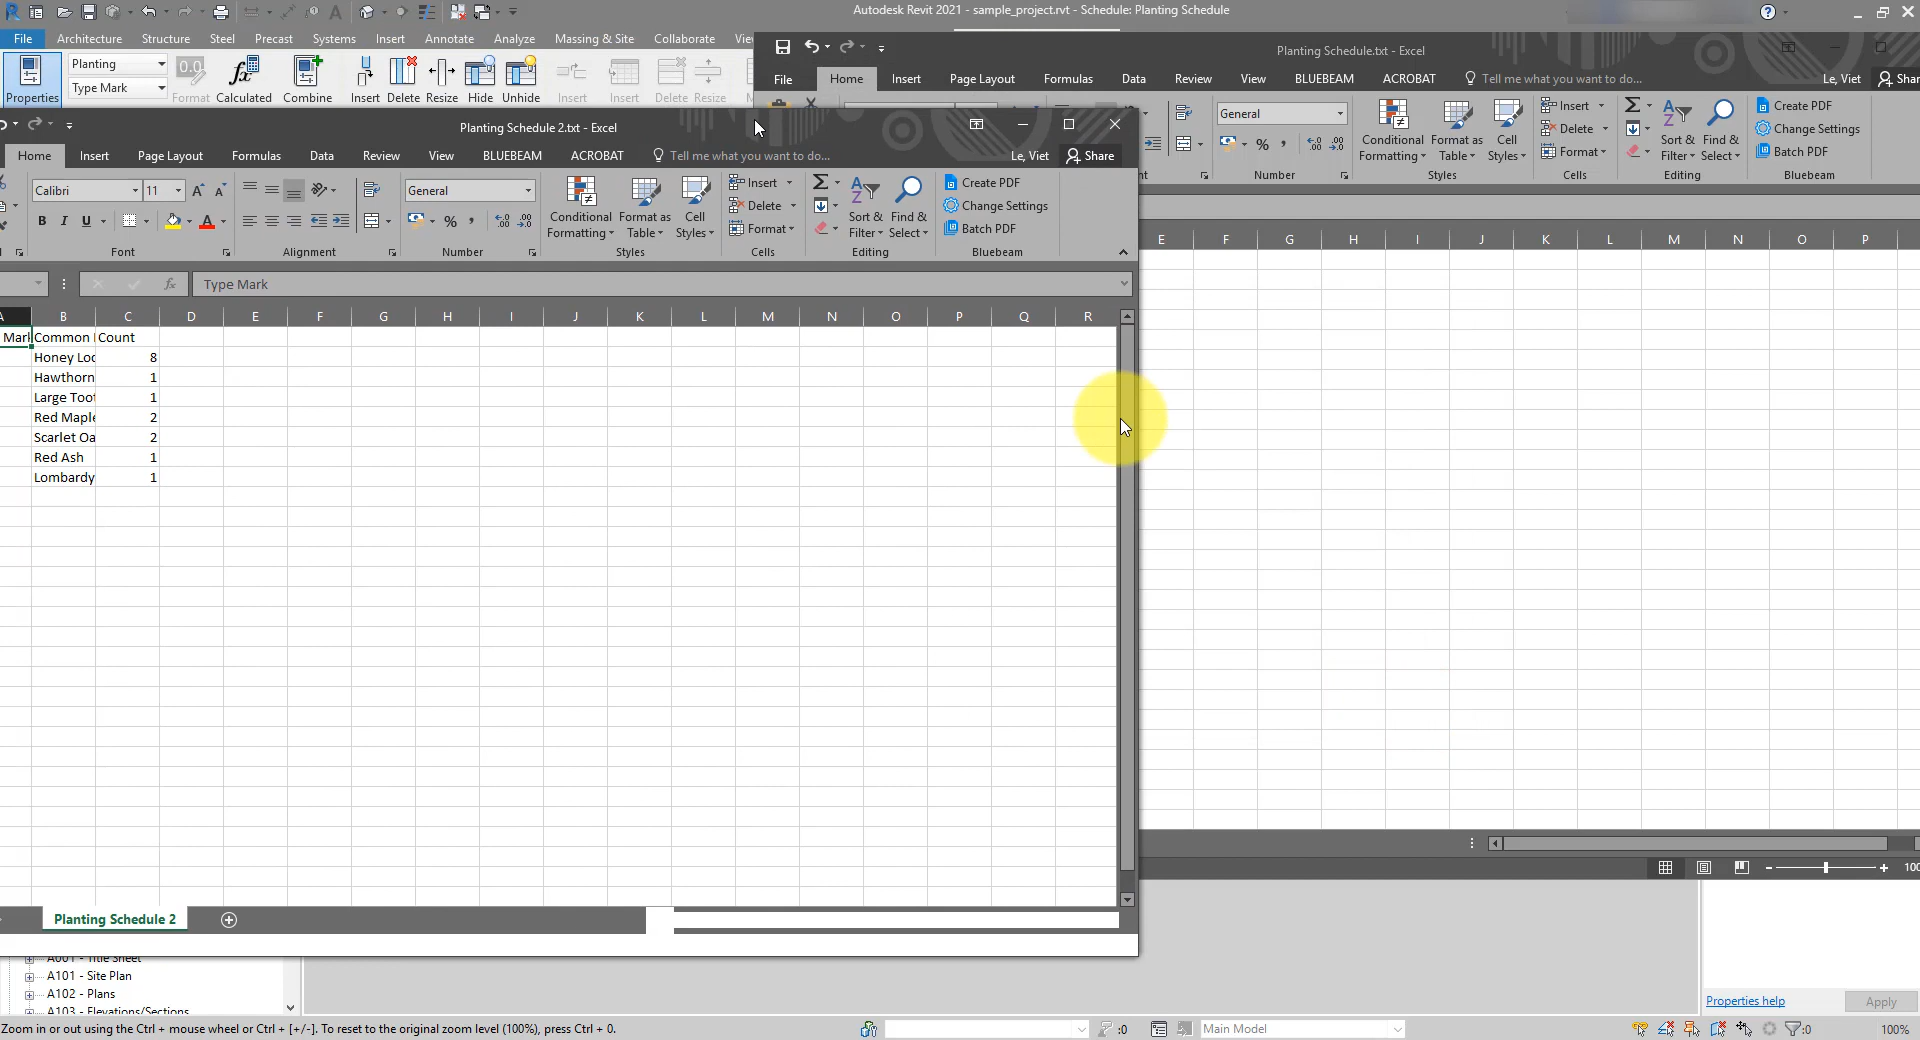 Autodesk Revit 2021 - sample_project.rvt - Schedule: Planting Schedule
File Architecture Structure Steel Precast Systems Insert Annotate Analyze Massing & Site Collaborate
Planting
Type Mark
Properties Format Calculated Combine Insert Delete Resize Hide Unhide Insert Insert Delete Resize
Planting Schedule.txt - Excel
File Home Insert Page Layout Formulas Data Review View BLUEBEAM ACROBAT Tell me what you want to do... Le, Viet
General
Conditional Formatting Format as Table Cell Styles
Insert
Delete
Format
Sort & Filter Find & Select
Create PDF
Change Settings
Batch PDF
Number Styles Cells Editing Bluebeam
E F G H I J K L M N O P
Planting Schedule 2.txt - Excel
Home Insert Page Layout Formulas Data Review View BLUEBEAM ACROBAT Tell me what you want to do... Le, Viet Share
Calibri 11
B I U
General
Conditional Formatting Format as Table Cell Styles
Insert
Delete
Format
Sort & Filter Find & Select
Create PDF
Change Settings
Batch PDF
Font Alignment Number Styles Cells Editing Bluebeam
fx Type Mark
B C D E F G H I J K L M N O P Q R
Common Count
Honey Loc 8
Hawthorn 1
Large Toot 1
Red Maple 2
Scarlet Oa 2
Red Ash 1
Lombardy 1
Planting Schedule 2
A001 - Title Sheet
A101 - Site Plan
A102 - Plans
A103 - Elevations/Sections
Properties help Apply
Zoom in or out using the Ctrl + mouse wheel or Ctrl + [+/-]. To reset to the original zoom level (100%), press Ctrl + 0.
:0 Main Model :0 100%